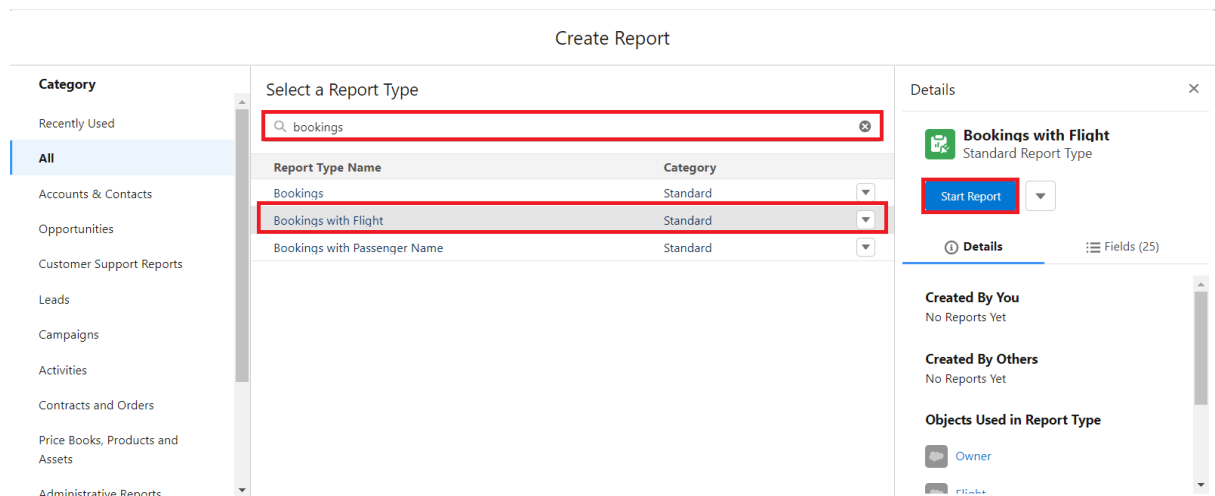 Create Report
Category
Recently Used
All
Accounts & Contacts
Opportunities
Customer Support Reports
Leads
Campaigns
Activities
Contracts and Orders
Price Books, Products and
Assets
Administrative Reports
Select a Report Type
bookings
Report Type Name Category
Bookings Standard
Bookings with Flight Standard
Bookings with Passenger Name Standard
Details
Bookings with Flight
Standard Report Type
Start Report
Details Fields (25)
Created By You
No Reports Yet
Created By Others
No Reports Yet
Objects Used in Report Type
Owner
Flight